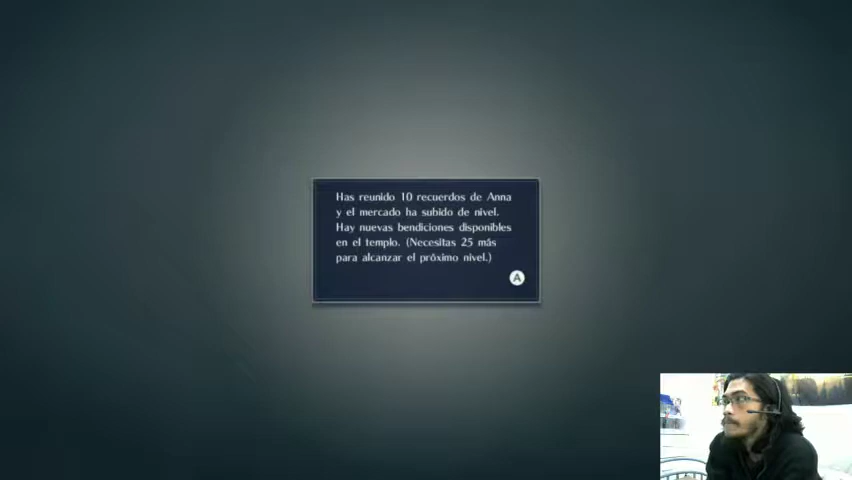 Has reunido 10 recuerdos de Anna
y el mercado ha subido de nivel.
Hay nuevas bendiciones disponibles
en el templo. (Necesitas 25 más
para alcanzar el próximo nivel.)
A